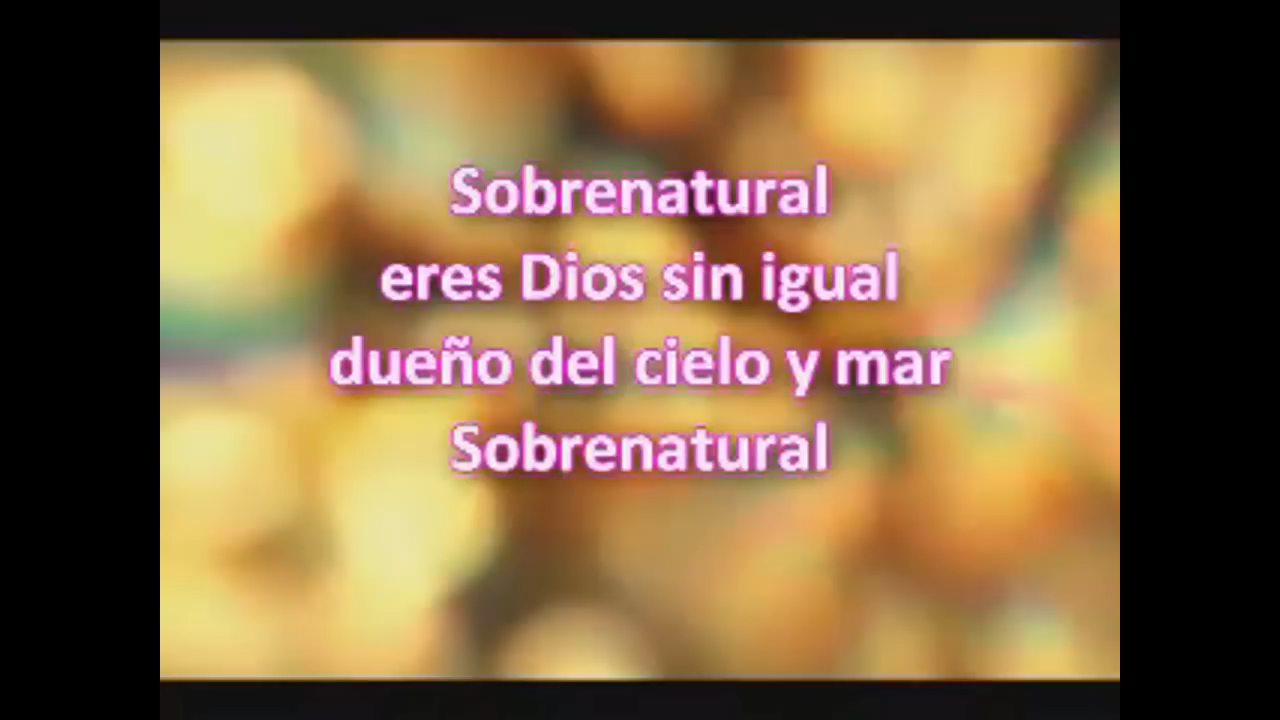 Sobrenatural
eres Dios sin igual
dueño del cielo y mar
Sobrenatural